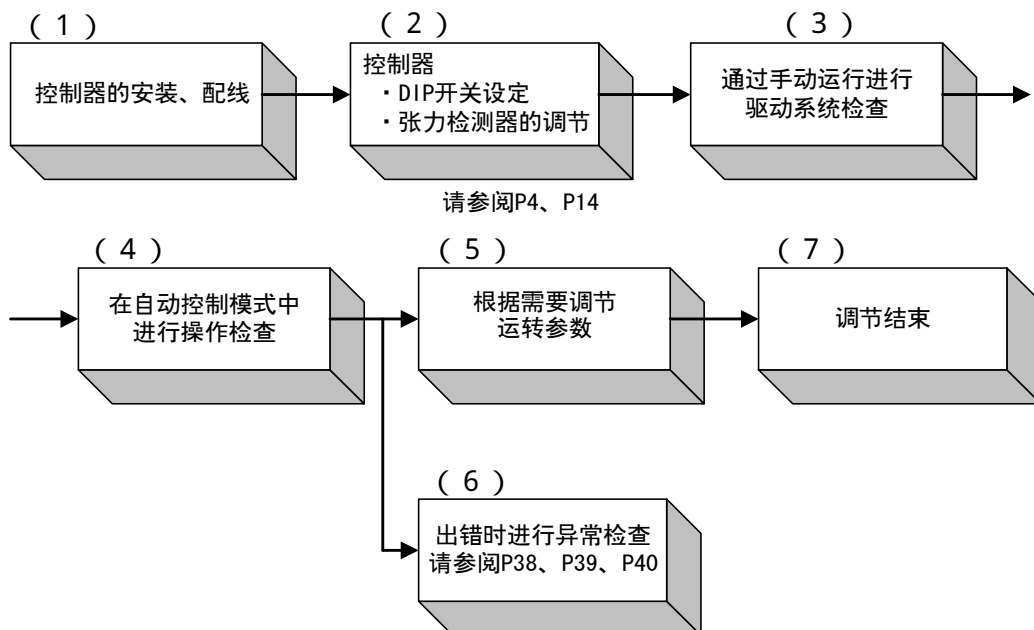 ( 1 )
控制器的安装、配线
( 2 )
控制器
・DIP开关设定
・张力检测器的调节
请参阅P4、P14
( 3 )
通过手动运行进行
驱动系统检查
( 4 )
在自动控制模式中
进行操作检查
( 5 )
根据需要调节
运转参数
( 7 )
调节结束
( 6 )
出错时进行异常检查
请参阅P38、P39、P40